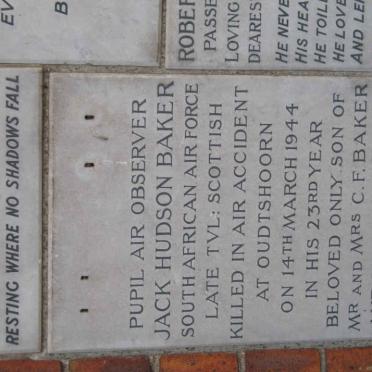 EV
B
RESTING WHERE NO SHADOWS FALL
PUPIL AIR OBSERVER
JACK HUDSON BAKER
SOUTH AFRICAN AIR FORCE
LATE TVL: SCOTTISH
KILLED IN AIR ACCIDENT
AT OUDTSHOORN
ON 14TH MARCH 1944
IN HIS 23RD YEAR
BELOVED ONLY SON OF
MR AND MRS C. F. BAKER
ROBER
PASSE
LOVING
DEARES
HE NEVE
HIS HEA
HE TOILE
HE LOVE
AND LEF